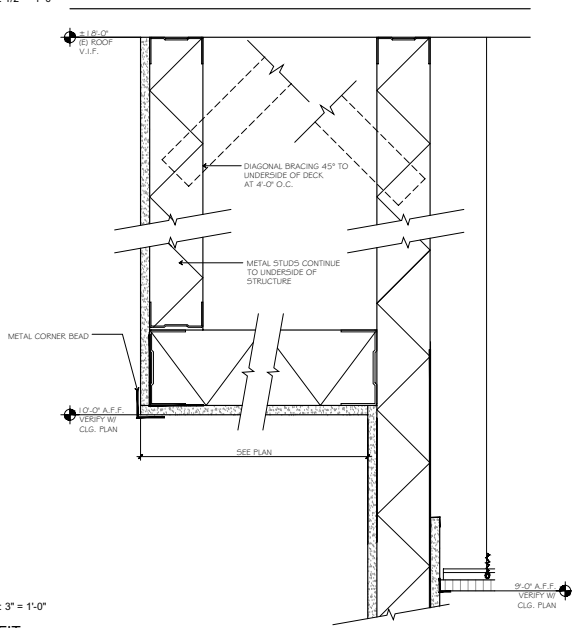 ±18'-0"
(E) ROOF
V.I.F.
DIAGONAL BRACING 45° TO
UNDERSIDE OF DECK
AT 4'-0" O.C.
METAL STUDS CONTINUE
TO UNDERSIDE OF
STRUCTURE
METAL CORNER BEAD
10'-0" A.F.F.
VERIFY W/
CLG. PLAN
SEE PLAN
9'-0" A.F.F.
VERIFY W/
CLG. PLAN
3" = 1'-0"